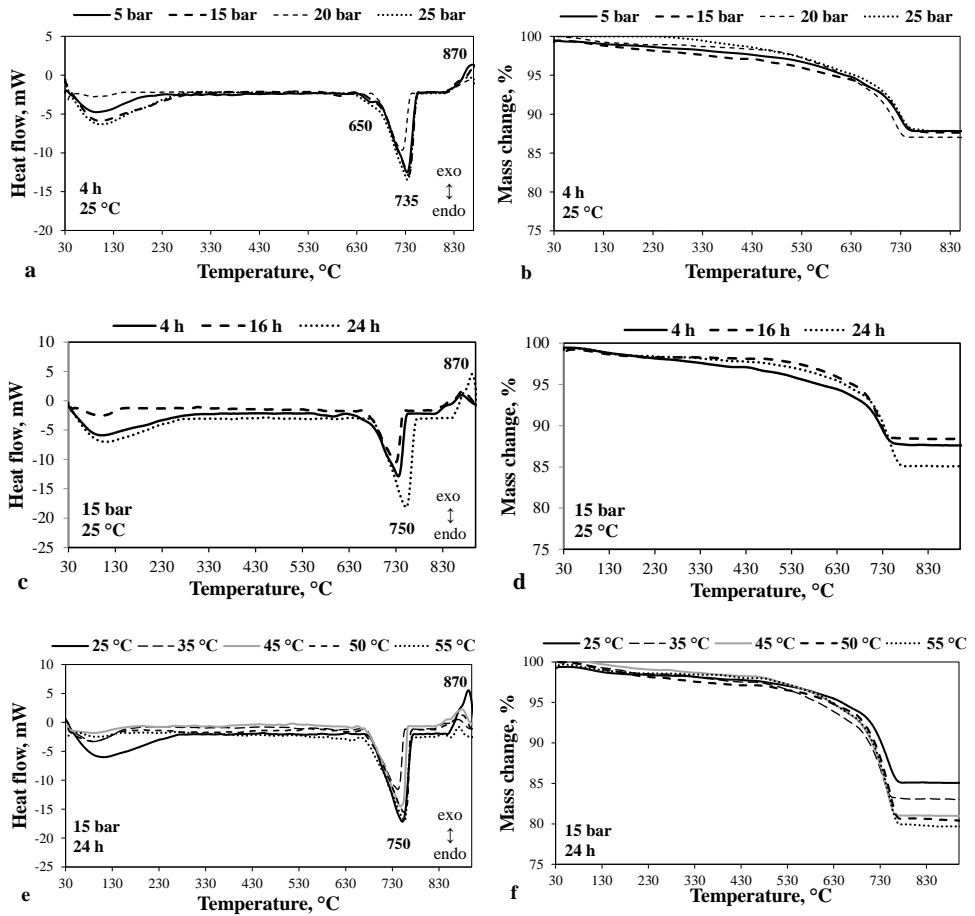 5 bar 15 bar 20 bar 25 bar
5
0
-5
-10
-15
-20
Heat flow, mW
870
650
735
exo
↕
endo
4 h
25 °C
30 130 230 330 430 530 630 730 830
a
Temperature, °C
5 bar 15 bar 20 bar 25 bar
100
95
90
85
80
75
Mass change, %
4 h
25 °C
30 130 230 330 430 530 630 730 830
b
Temperature, °C
4 h 16 h 24 h
10
5
0
-5
-10
-15
-20
-25
Heat flow, mW
870
750
exo
↕
endo
15 bar
25 °C
30 130 230 330 430 530 630 730 830
c
Temperature, °C
4 h 16 h 24 h
100
95
90
85
80
75
Mass change, %
15 bar
25 °C
30 130 230 330 430 530 630 730 830
d
Temperature, °C
25 °C 35 °C 45 °C 50 °C 55 °C
10
5
0
-5
-10
-15
-20
-25
Heat flow, mW
870
750
exo
↕
endo
15 bar
24 h
30 130 230 330 430 530 630 730 830
e
Temperature, °C
25 °C 35 °C 45 °C 50 °C 55 °C
100
95
90
85
80
75
Mass change, %
15 bar
24 h
30 130 230 330 430 530 630 730 830
f
Temperature, °C